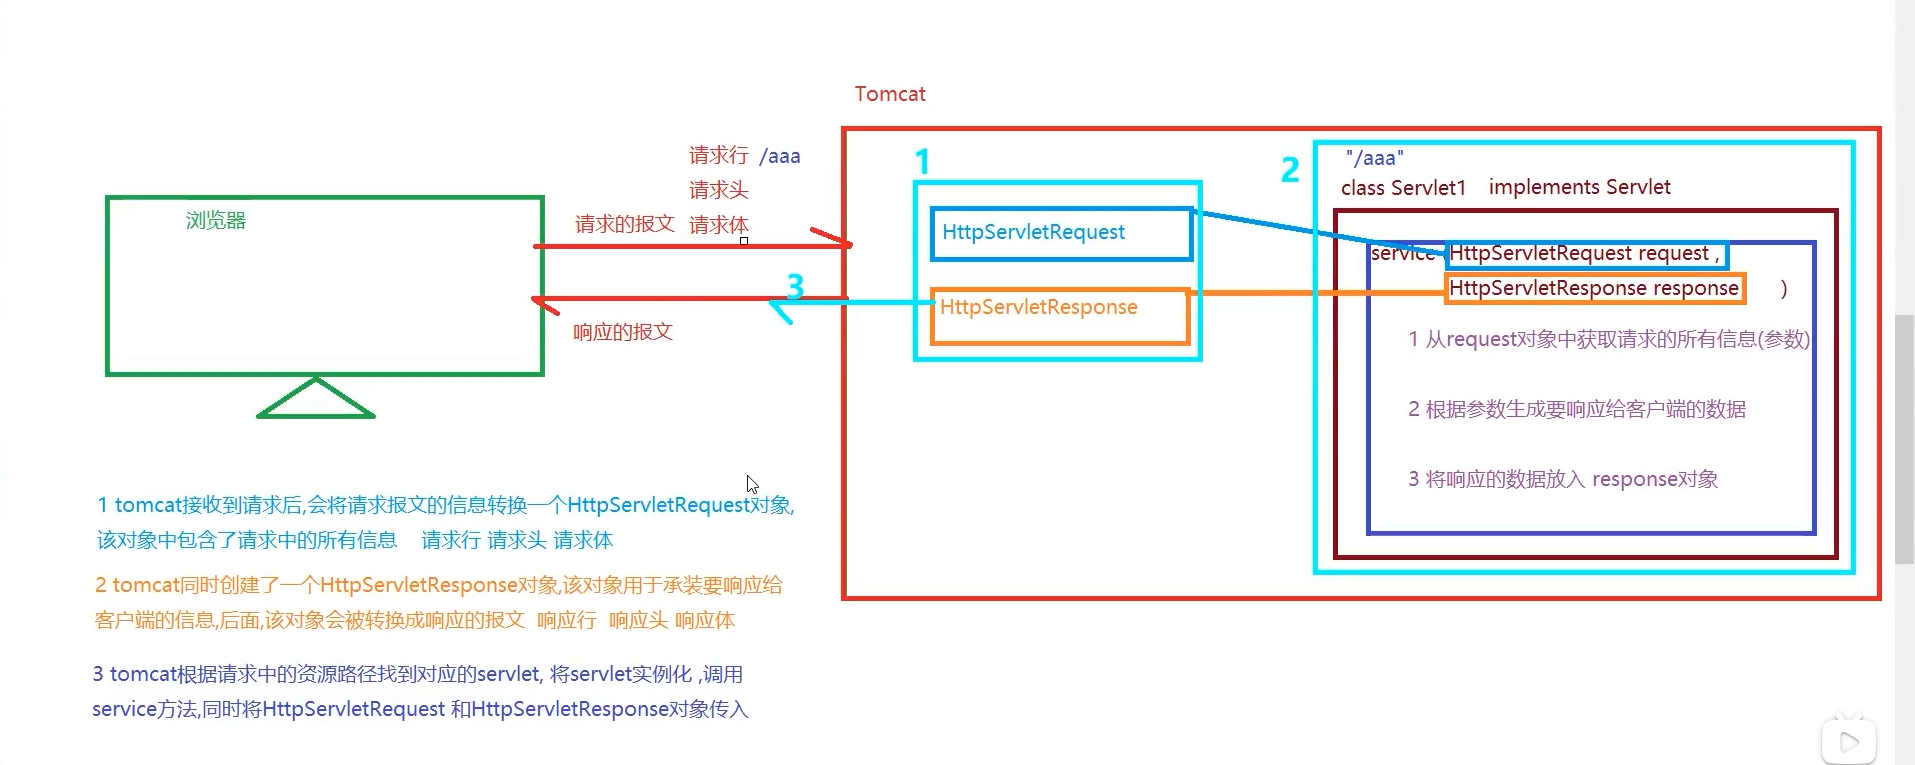 Tomcat
请求行 /aaa
请求头
请求的报文 请求体
浏览器
响应的报文
1
HttpServletRequest
HttpServletResponse
3
2
"/aaa"
class Servlet1 implements Servlet
service (HttpServletRequest request ,
HttpServletResponse response )
1 从request对象中获取请求的所有信息(参数)
2 根据参数生成要响应给客户端的数据
3 将响应的数据放入 response对象
1 tomcat接收到请求后,会将请求报文的信息转换一个HttpServletRequest对象,
该对象中包含了请求中的所有信息 请求行 请求头 请求体
2 tomcat同时创建了一个HttpServletResponse对象,该对象用于承装要响应给
客户端的信息,后面,该对象会被转换成响应的报文 响应行 响应头 响应体
3 tomcat根据请求中的资源路径找到对应的servlet, 将servlet实例化 ,调用
service方法,同时将HttpServletRequest 和HttpServletResponse对象传入